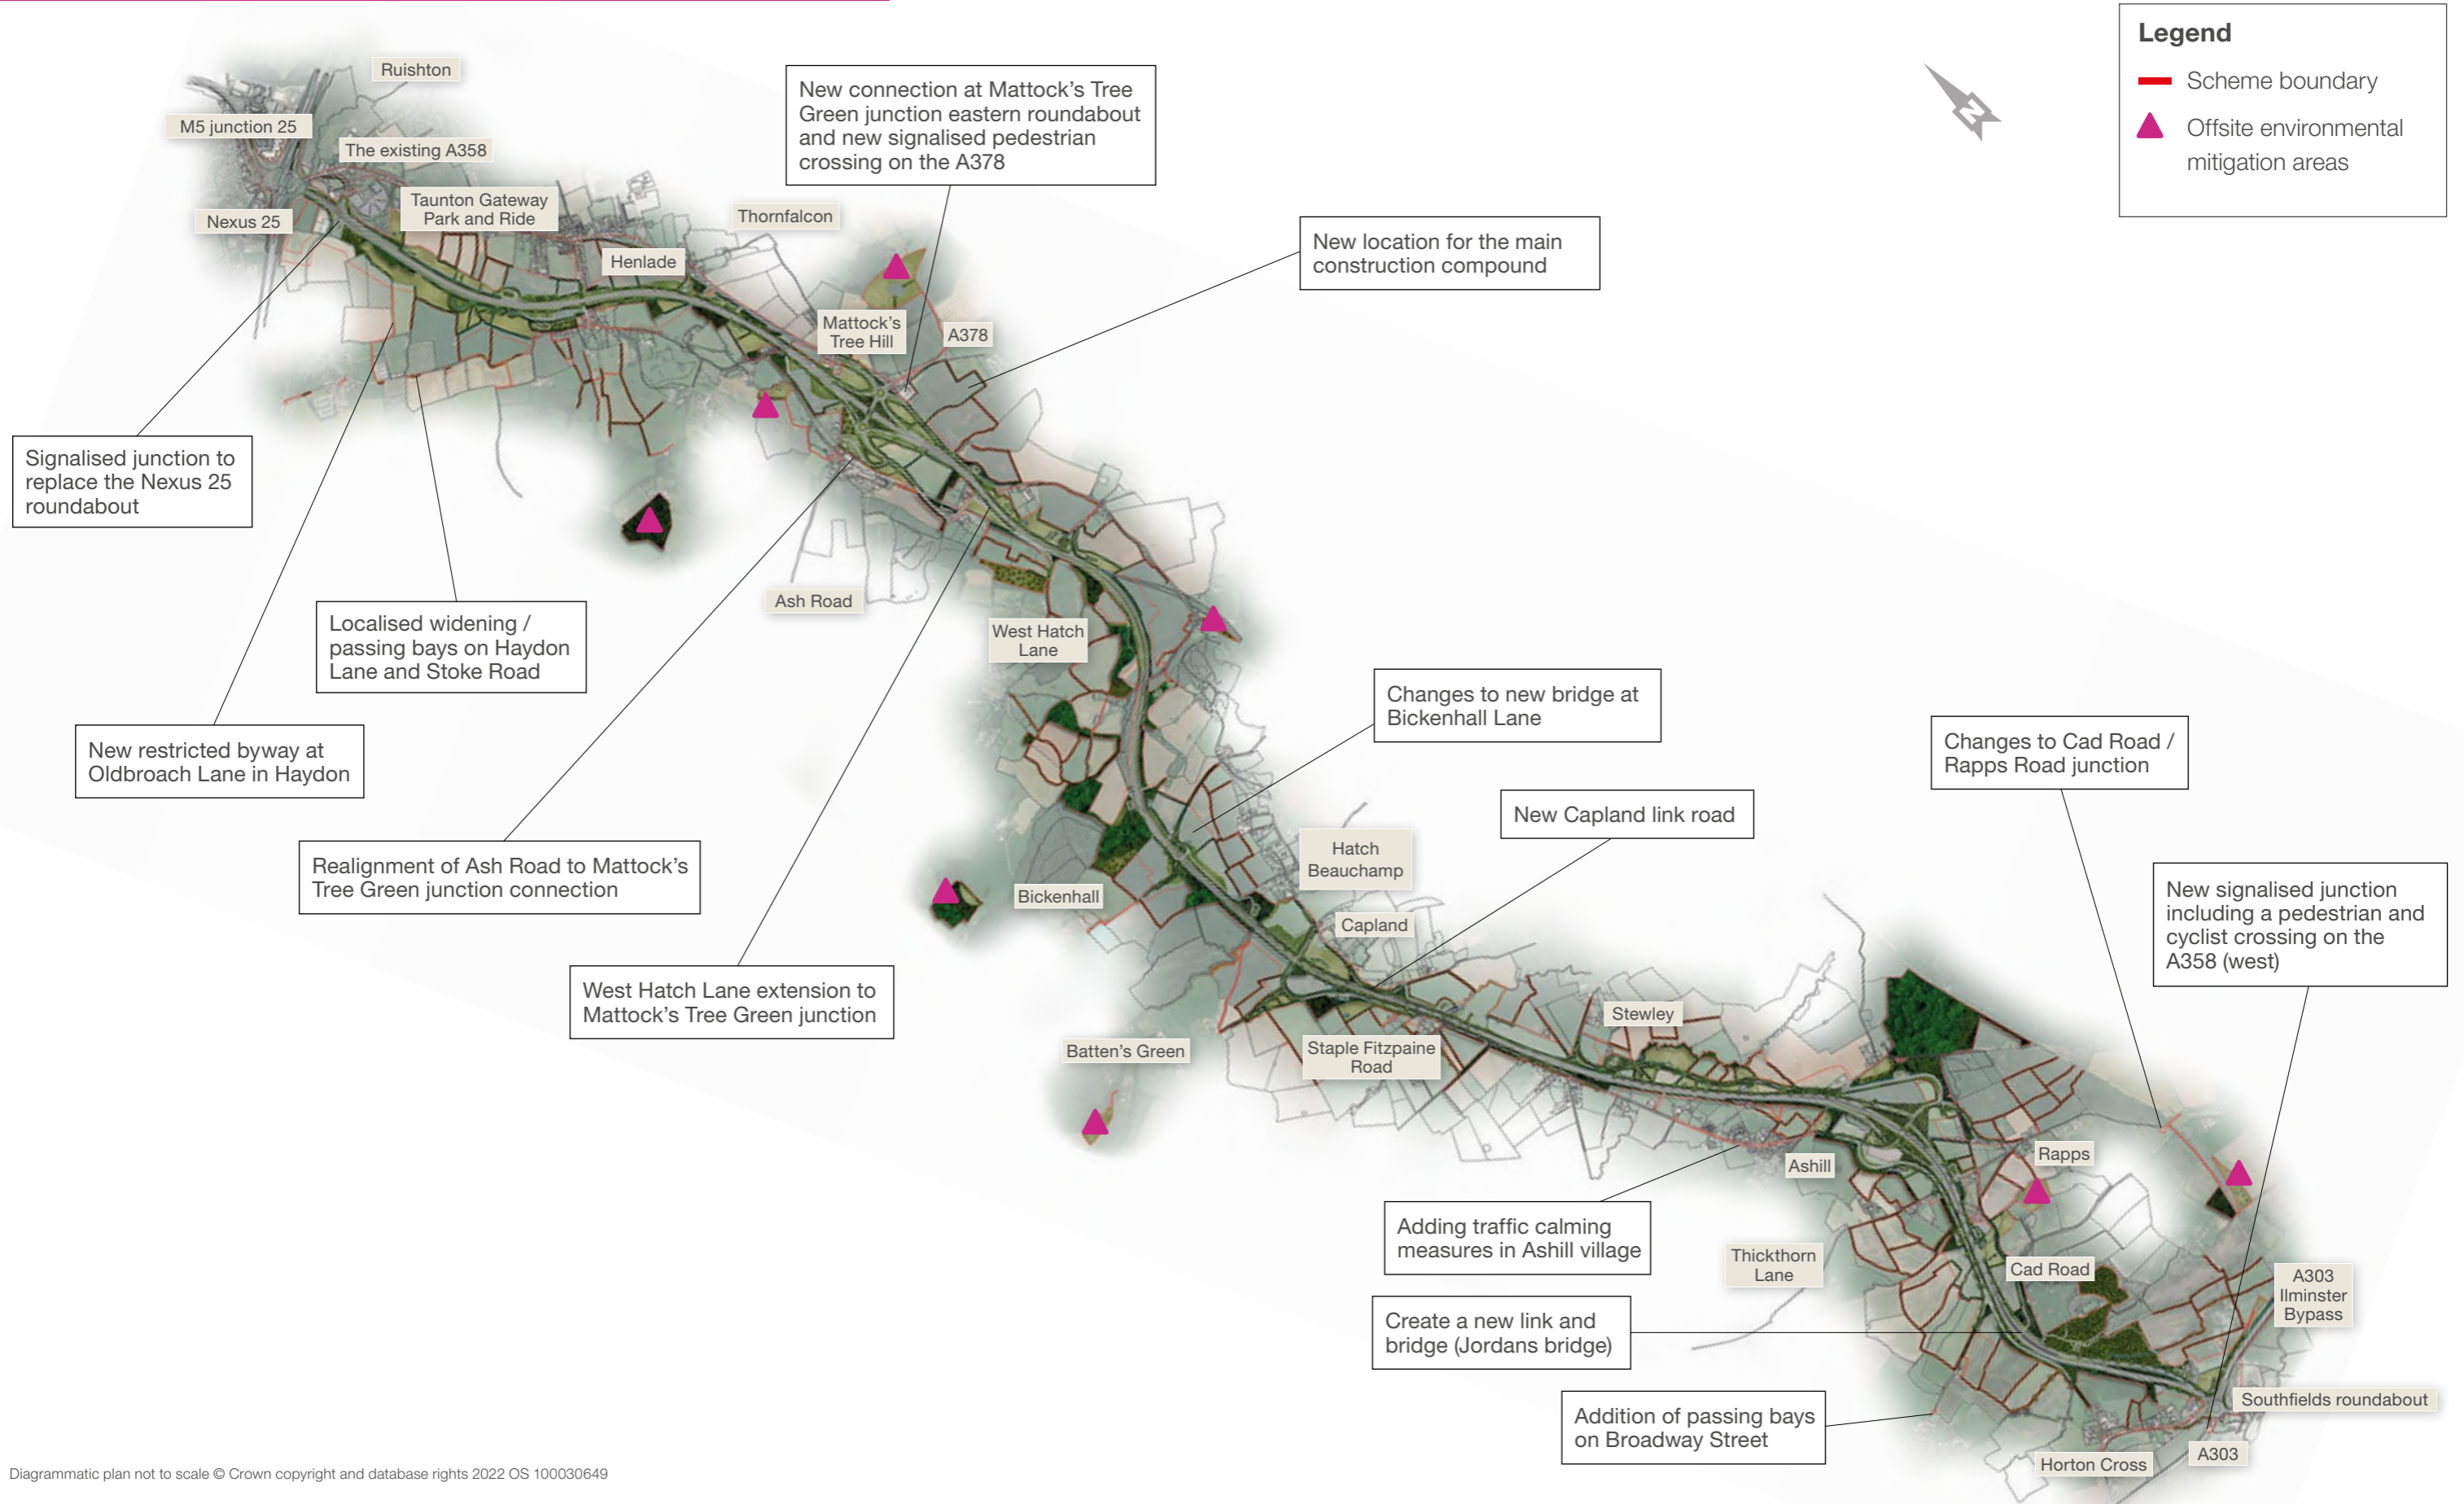 Legend
Scheme boundary
Offsite environmental
mitigation areas
N
Ruishton
M5 junction 25
The existing A358
Taunton Gateway
Park and Ride
Nexus 25
Henlade
Thornfalcon
New connection at Mattock's Tree
Green junction eastern roundabout
and new signalised pedestrian
crossing on the A378
New location for the main
construction compound
Mattock's
Tree Hill
A378
Signalised junction to
replace the Nexus 25
roundabout
Localised widening /
passing bays on Haydon
Lane and Stoke Road
New restricted byway at
Oldbroach Lane in Haydon
Ash Road
West Hatch
Lane
Realignment of Ash Road to Mattock's
Tree Green junction connection
West Hatch Lane extension to
Mattock's Tree Green junction
Changes to new bridge at
Bickenhall Lane
New Capland link road
Changes to Cad Road /
Rapps Road junction
New signalised junction
including a pedestrian and
cyclist crossing on the
A358 (west)
Hatch
Beauchamp
Bickenhall
Capland
Batten's Green
Staple Fitzpaine
Road
Stewley
Ashill
Rapps
Adding traffic calming
measures in Ashill village
Thickthorn
Lane
Cad Road
A303
Ilminster
Bypass
Create a new link and
bridge (Jordans bridge)
Addition of passing bays
on Broadway Street
Southfields roundabout
A303
Horton Cross
Diagrammatic plan not to scale © Crown copyright and database rights 2022 OS 100030649